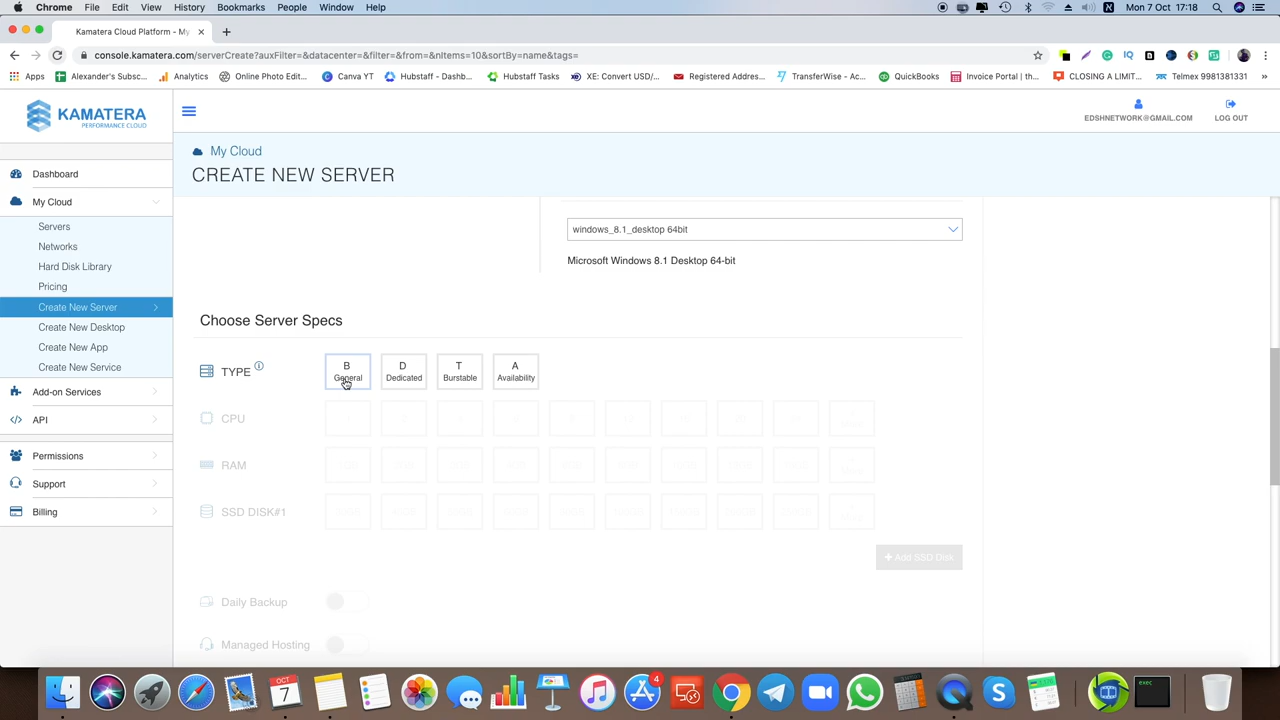 Chrome File Edit View History Bookmarks People Window Help Mon 7 Oct 17:18
Kamatera Cloud Platform - My
console.kamatera.com/serverCreate?auxFilter=&datacenter=&filter=&from=&nItems=10&sortBy=name&tags=
Apps Alexander's Subsc... Analytics Online Photo Edit... Canva YT Hubstaff - Dashb... Hubstaff Tasks XE: Convert USD/... Registered Addres... TransferWise - Ac... QuickBooks Invoice Portal | th... CLOSING A LIMIT... Telmex 9981381331 »
KAMATERA
PERFORMANCE CLOUD
EDSHNETWORK@GMAIL.COM LOG OUT
My Cloud
CREATE NEW SERVER
Dashboard
My Cloud
Servers
Networks
Hard Disk Library
Pricing
Create New Server
Create New Desktop
Create New App
Create New Service
Add-on Services
API
Permissions
Support
Billing
windows_8.1_desktop 64bit
Microsoft Windows 8.1 Desktop 64-bit
Choose Server Specs
TYPE
B
General
D
Dedicated
T
Burstable
A
Availability
CPU
RAM
SSD DISK#1
+ Add SSD Disk
Daily Backup
Managed Hosting
7
4
exec